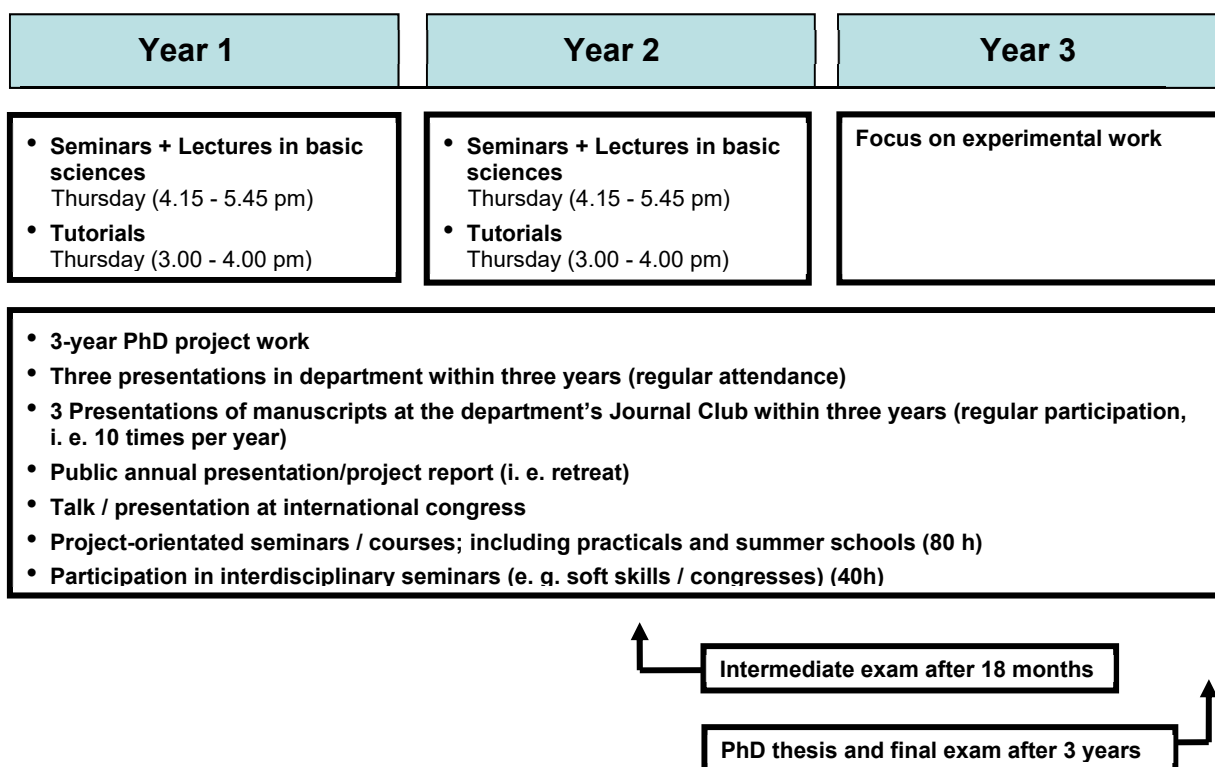 Year 1
Year 2
Year 3
• Seminars + Lectures in basic
sciences
Thursday (4.15 - 5.45 pm)
• Tutorials
Thursday (3.00 - 4.00 pm)
• Seminars + Lectures in basic
sciences
Thursday (4.15 - 5.45 pm)
• Tutorials
Thursday (3.00 - 4.00 pm)
Focus on experimental work
• 3-year PhD project work
• Three presentations in department within three years (regular attendance)
• 3 Presentations of manuscripts at the department’s Journal Club within three years (regular participation,
i. e. 10 times per year)
• Public annual presentation/project report (i. e. retreat)
• Talk / presentation at international congress
• Project-orientated seminars / courses; including practicals and summer schools (80 h)
• Participation in interdisciplinary seminars (e. g. soft skills / congresses) (40h)
Intermediate exam after 18 months
PhD thesis and final exam after 3 years